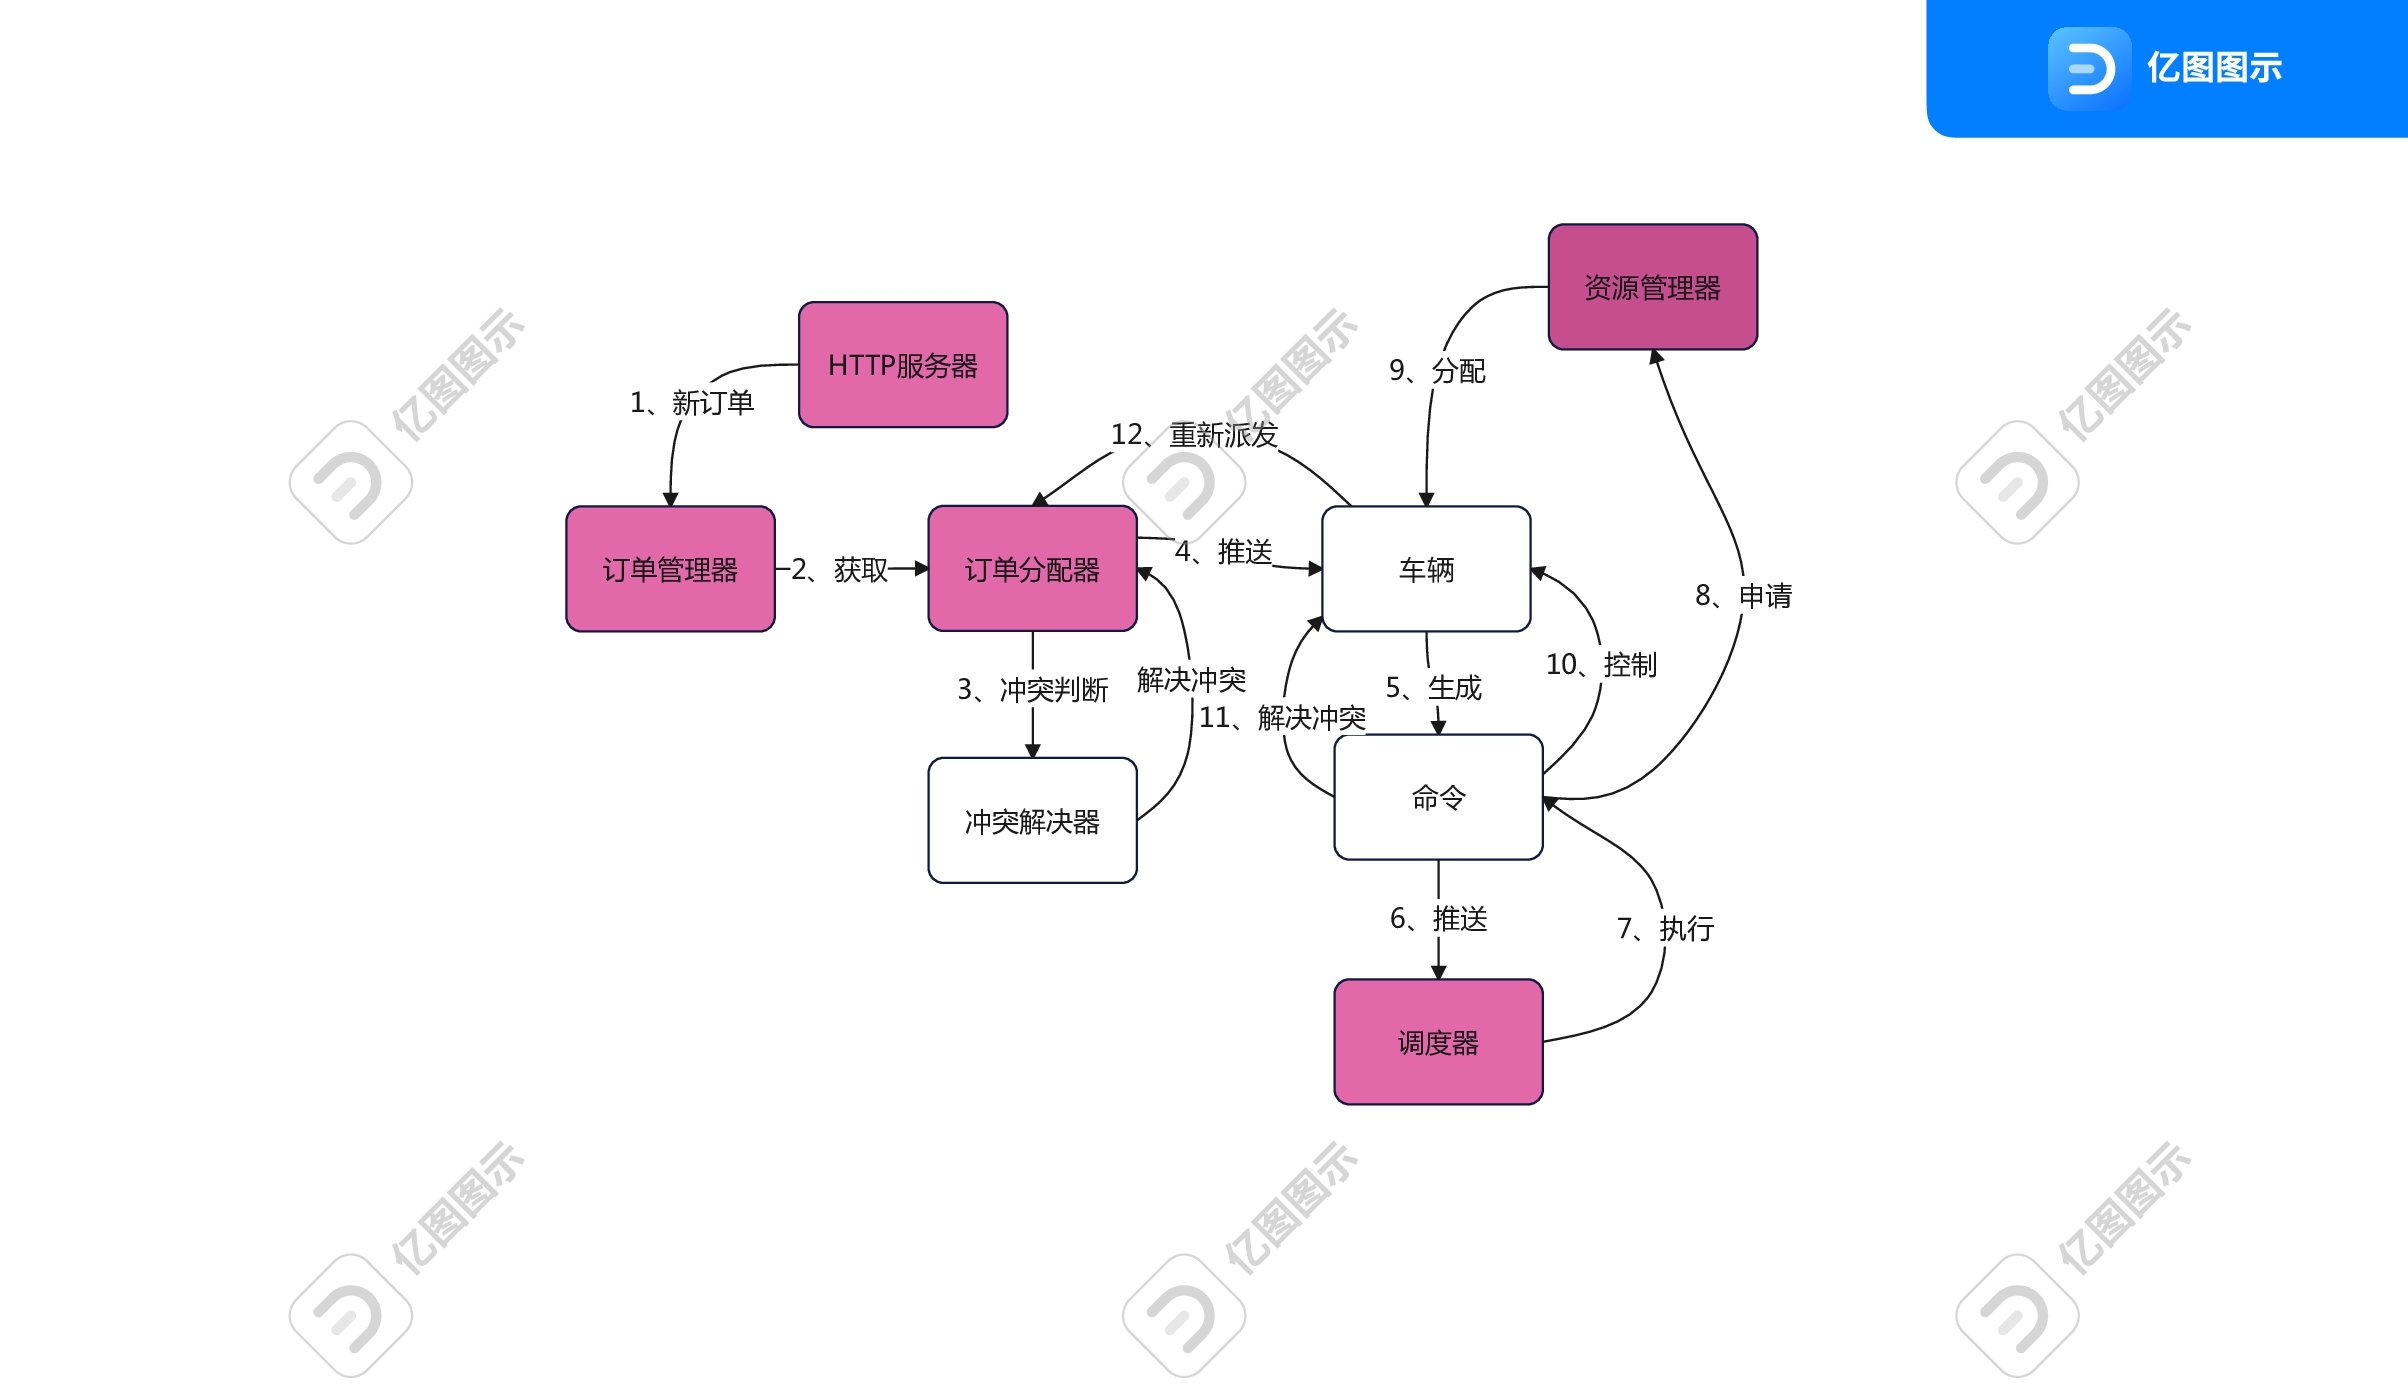 亿图图示
资源管理器
HTTP服务器
9、分配
1、新订单
12、重新派发
订单管理器
2、获取
订单分配器
4、推送
车辆
8、申请
10、控制
解决冲突
3、冲突判断
5、生成
11、解决冲突
命令
冲突解决器
6、推送
7、执行
调度器
亿图图示
亿图图示
亿图图示
亿图图示
亿图图示
亿图图示